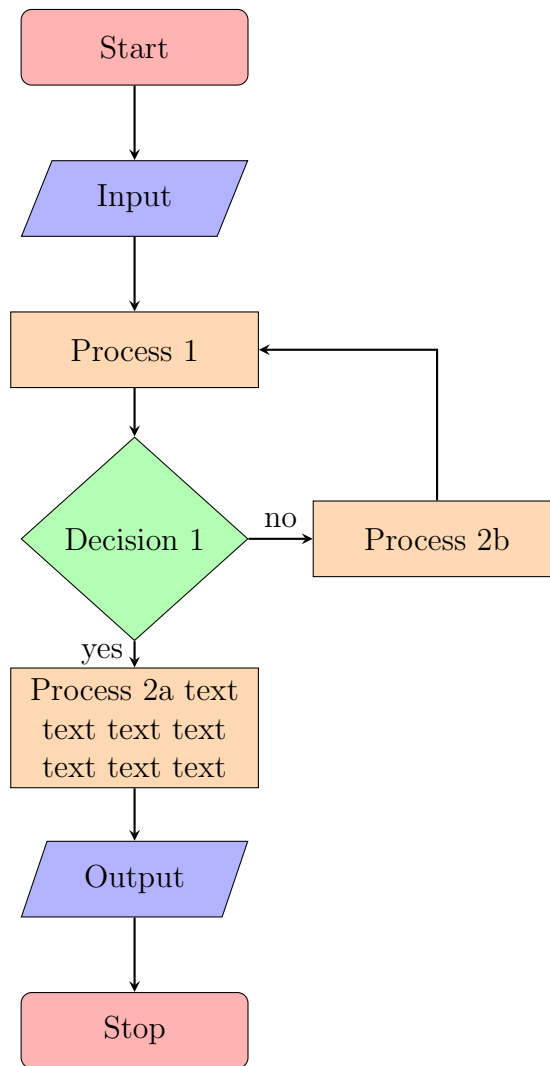 Start
Input
Process 1
Decision 1
no
Process 2b
yes
Process 2a text
text text text
text text text
Output
Stop